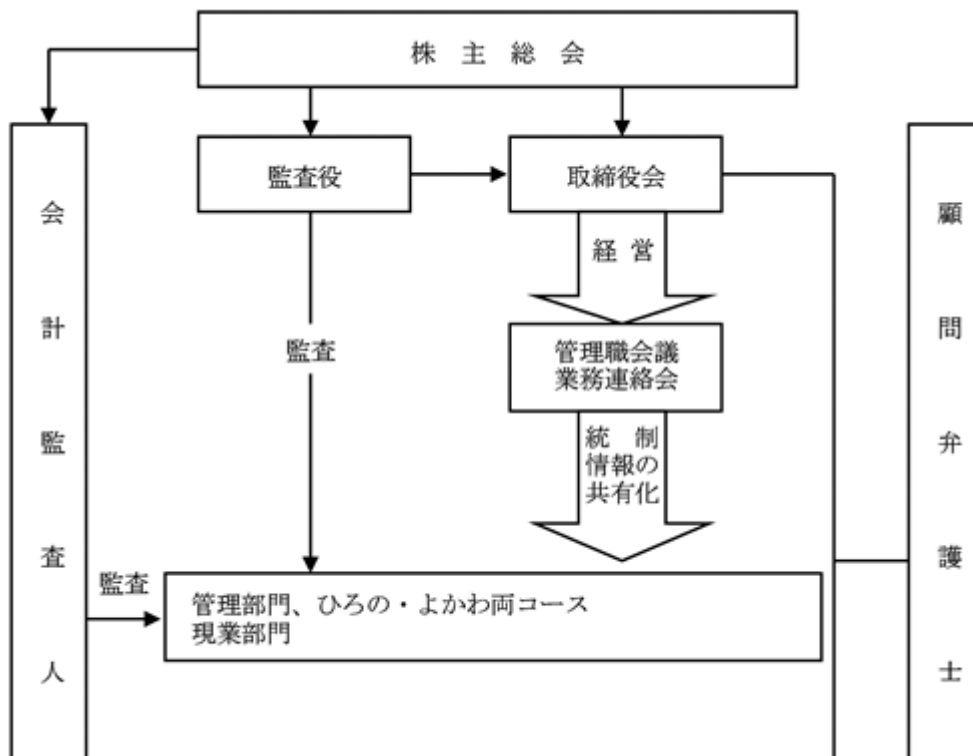 株主総会
監査役
取締役会
経営
管理職会議
業務連絡会
監査
統制
情報の
共有化
監査
管理部門、ひろの・よかわ両コース
現業部門
会計監査人
顧問弁護士